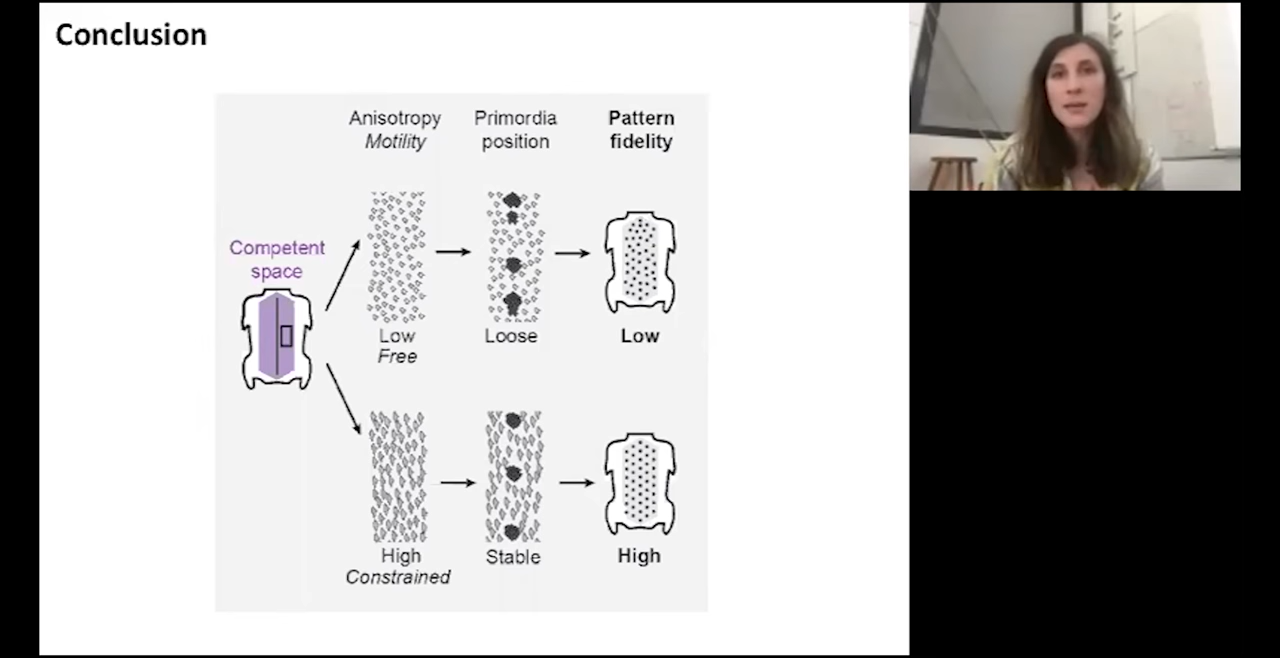 Conclusion
Anisotropy
Motility
Primordia
position
Pattern
fidelity
Competent
space
Low
Free
Loose
Low
High
Constrained
Stable
High